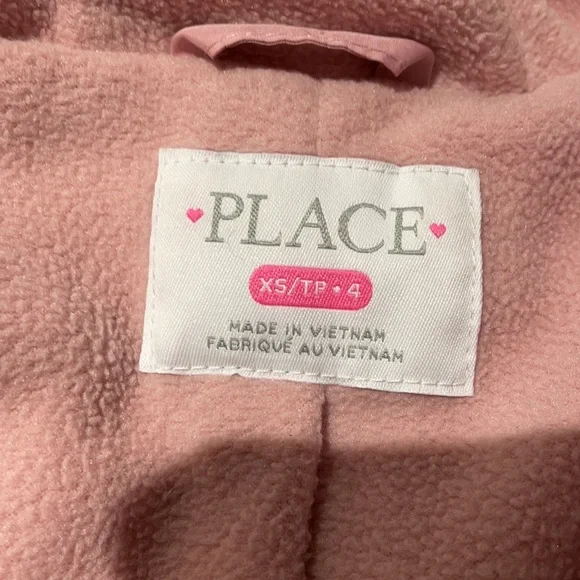 PLACE
XS/TP • 4
MADE IN VIETNAM
FABRIQUÉ AU VIETNAM